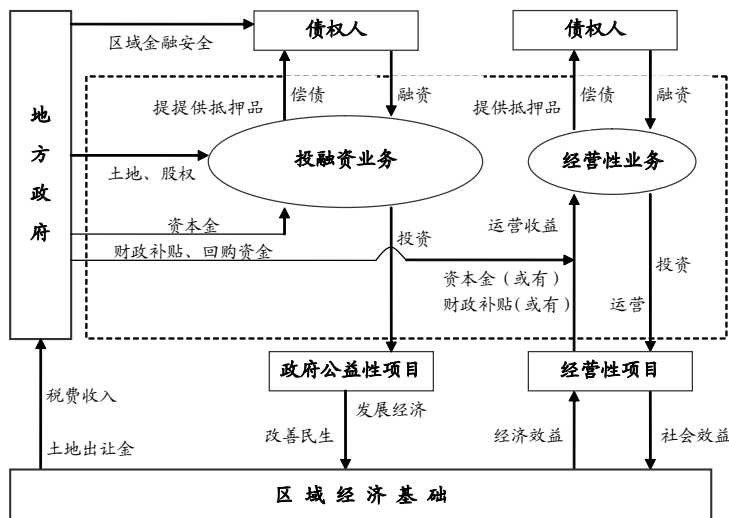 债权人
债权人
区域金融安全
提提供抵押品
偿债
融资
提供抵押品
偿债
融资
地方政府
投融资业务
经营性业务
土地、股权
资本金
财政补贴、回购资金
投资
运营收益
资本金（或有）
财政补贴(或有）
投资
运营
政府公益性项目
经营性项目
税费收入
土地出让金
发展经济
改善民生
经济效益
社会效益
区域经济基础